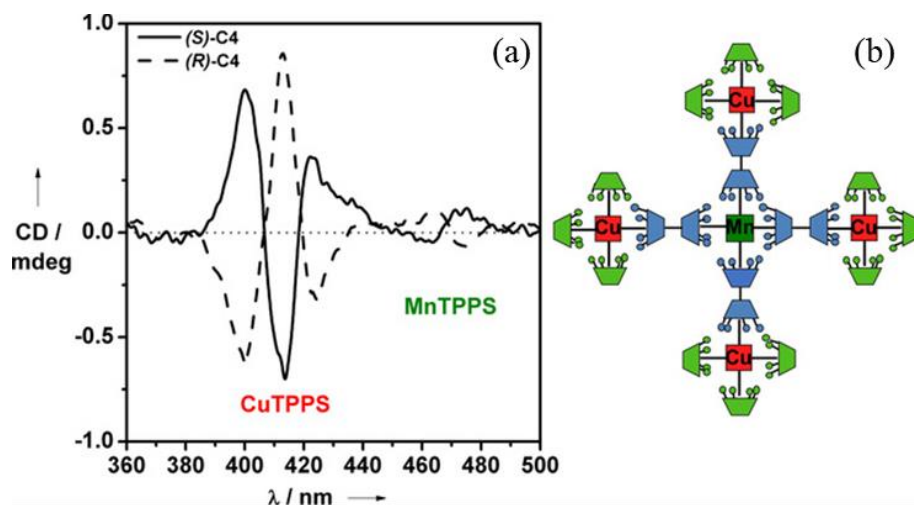 1.0
(S)-C4
(R)-C4
(a)
(b)
0.5
CD /
mdeg
0.0
-0.5
-1.0
MnTPPS
CuTPPS
360 400 420 440 460 480 500
λ / nm
Cu
Cu
Mn
Cu
Cu